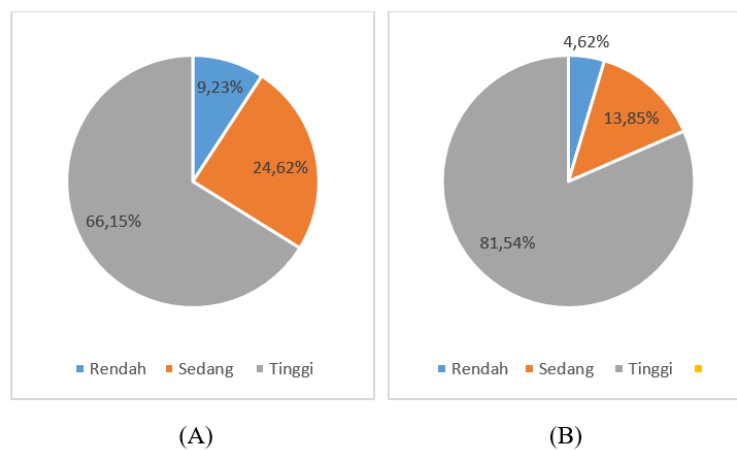 9,23%
24,62%
66,15%
Rendah Sedang Tinggi
(A)
4,62%
13,85%
81,54%
Rendah Sedang Tinggi
(B)